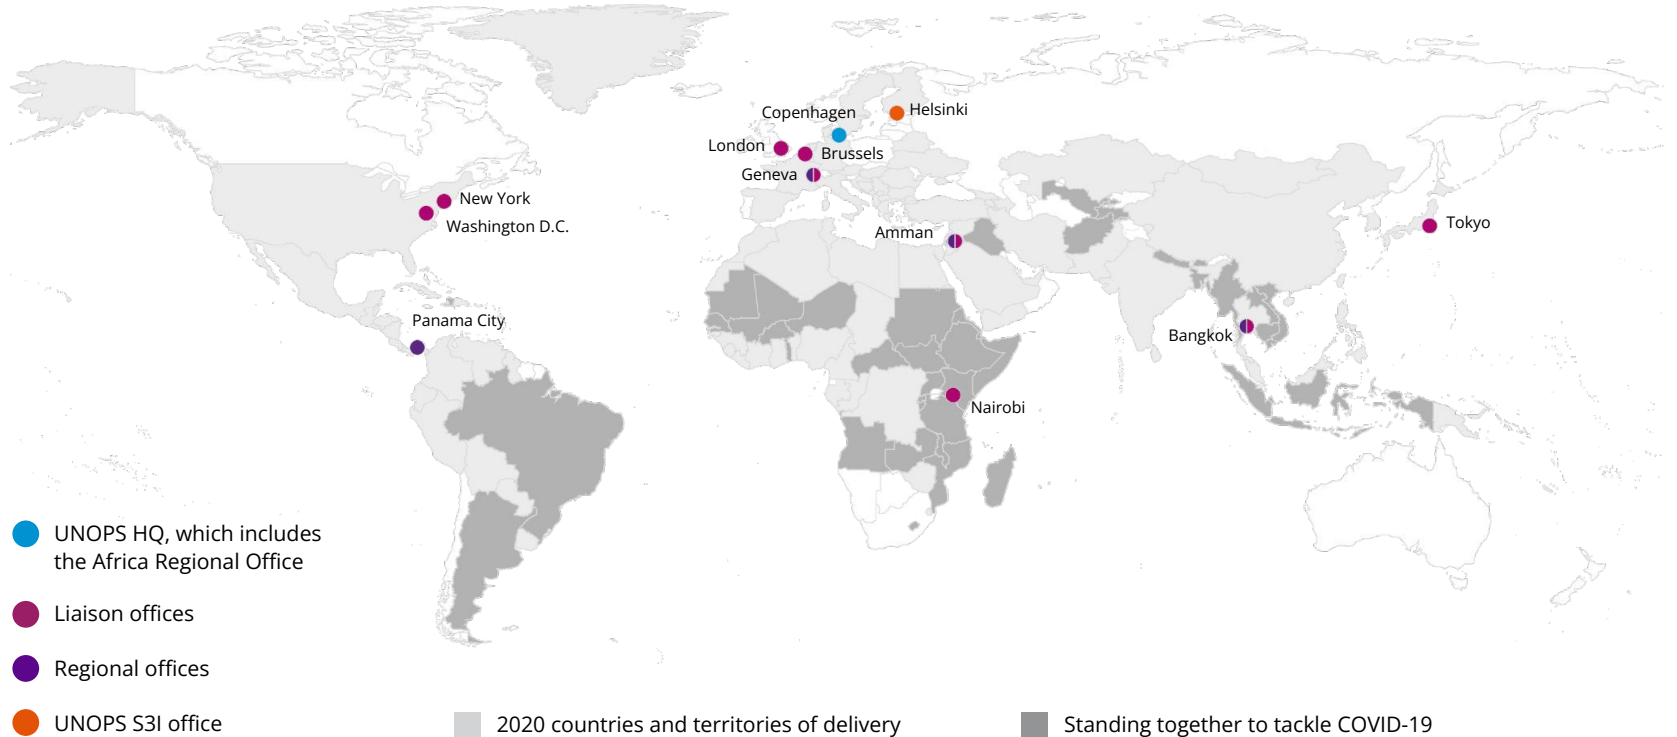 Copenhagen
Helsinki
London
Brussels
Geneva
New York
Washington D.C.
Amman
Tokyo
Panama City
Bangkok
Nairobi
UNOPS HQ, which includes
the Africa Regional Office
Liaison offices
Regional offices
UNOPS S3I office
2020 countries and territories of delivery
Standing together to tackle COVID-19